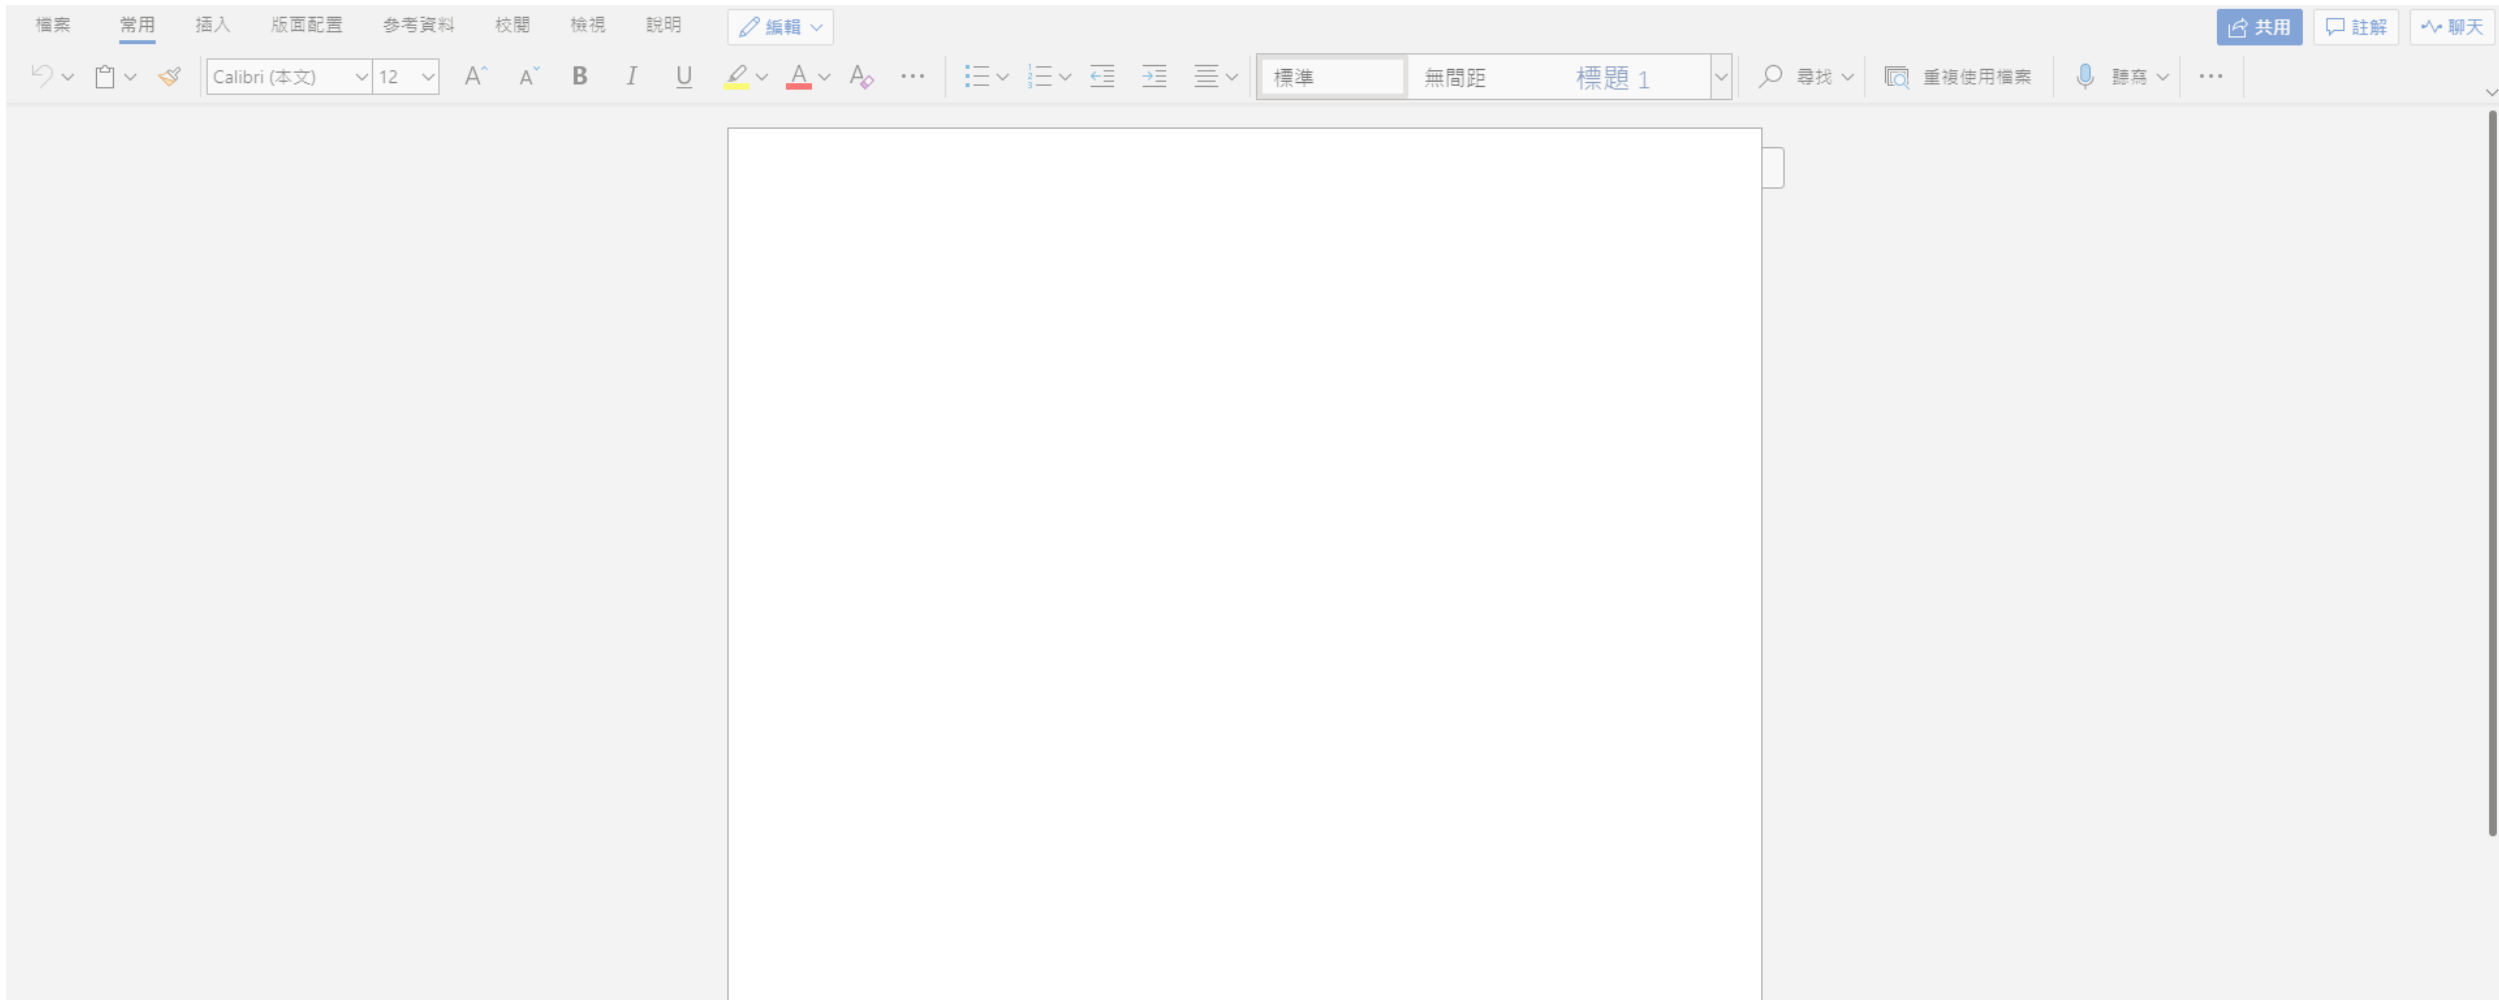 檔案 常用 插入 版面配置 參考資料 校閱 檢視 說明 編輯 共用 註解 聊天
Calibri (本文) 12 A A B I U A A 標準 無間距 標題 1 尋找 重複使用檔案 聽寫